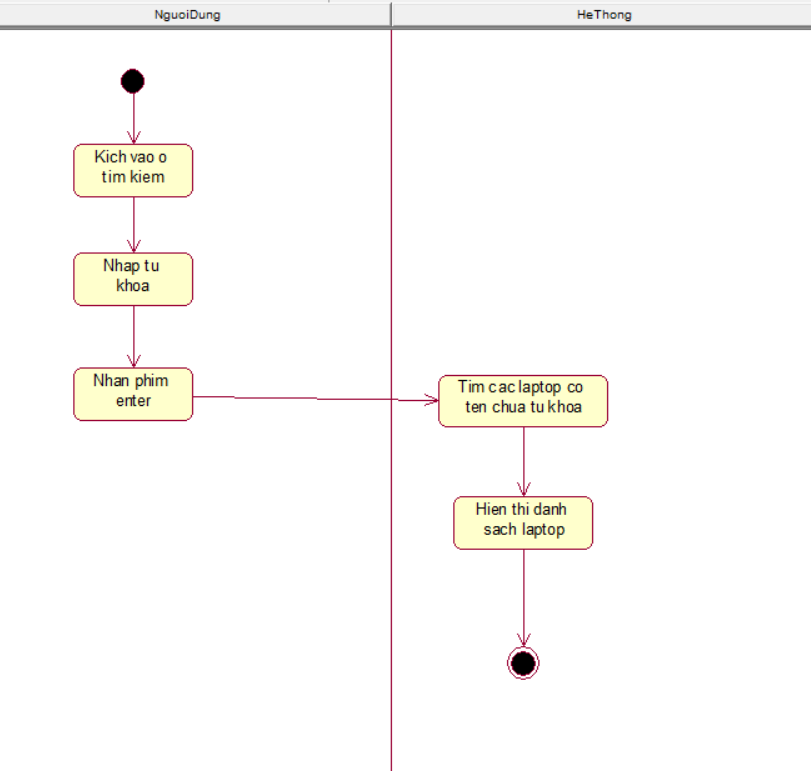 NguoiDung
HeThong
Kich vao o
tim kiem
Nhap tu
khoa
Nhan phim
enter
Tim cac laptop co
ten chua tu khoa
Hien thi danh
sach laptop